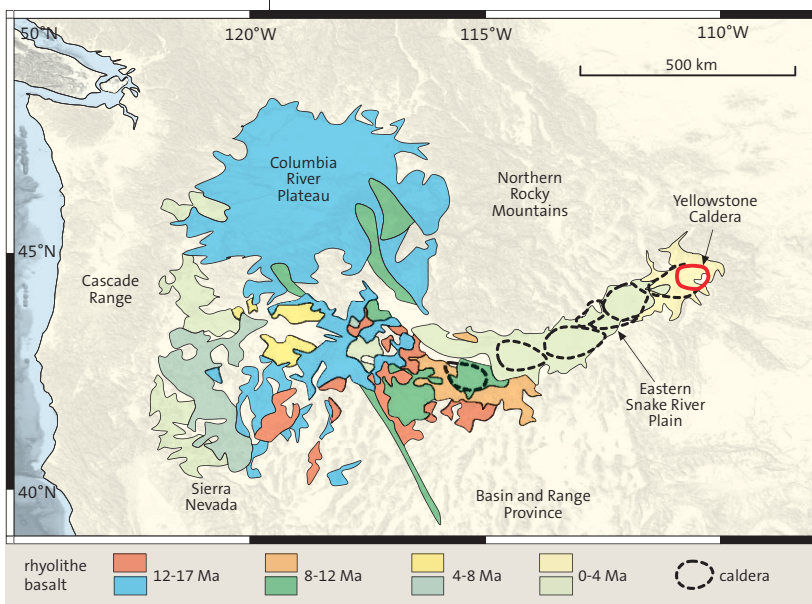 50°N
120°W
115°W
110°W
500 km
Columbia
River
Plateau
Northern
Rocky
Mountains
Yellowstone
Caldera
45°N
Cascade
Range
Eastern
Snake River
Plain
40°N
Sierra
Nevada
Basin and Range
Province
rhyolithe
basalt
12-17 Ma
8-12 Ma
4-8 Ma
0-4 Ma
caldera